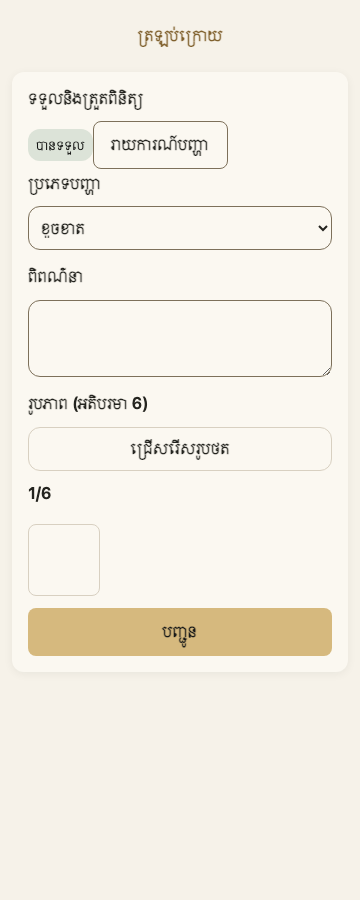 ត្រឡប់ក្រោយ
ទទួលនិងត្រួតពិនិត្យ
បានទទួល
រាយការណ៍បញ្ហា
ប្រភេទបញ្ហា
ខូចខាត
ពិពណ៌នា
រូបភាព (អតិបរមា 6)
ជ្រើសរើសរូបថត
1/6
បញ្ជូន